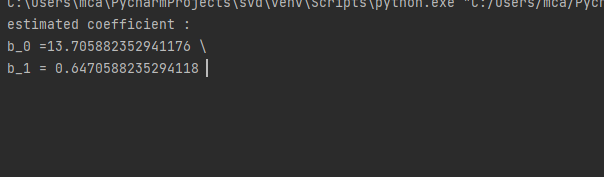 C:\Users\mca\PycharmProjects\svd\venv\Scripts\python.exe "C:/Users/mca/Pych
estimated coefficient :
b_0 =13.705882352941176 \
b_1 = 0.6470588235294118